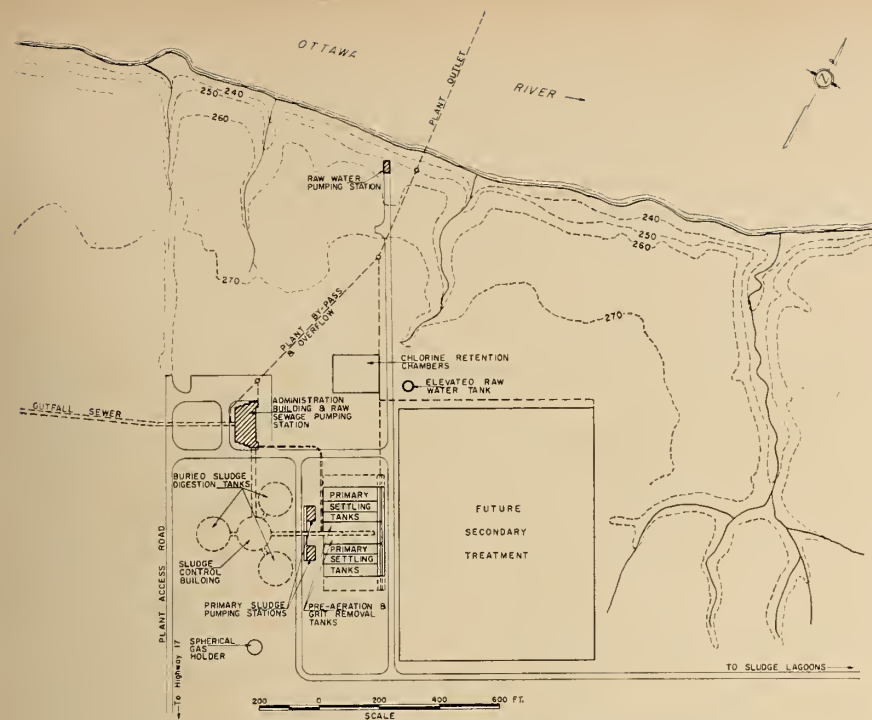 OTTAWA
RIVER
PLANT OUTLET
N
250
240
260
RAW WATER
PUMPING STATION
240
250
260
270
270
PLANT BY-PASS
& OVERFLOW
CHLORINE RETENTION
CHAMBERS
ELEVATED RAW
WATER TANK
OUTFALL SEWER
ADMINISTRATION
BUILDING & RAW
SEWAGE PUMPING
STATION
BURIED SLUDGE
DIGESTION TANKS
PRIMARY
SETTLING
TANKS
PRIMARY
SETTLING
TANKS
FUTURE
SECONDARY
TREATMENT
SLUDGE
CONTROL
BUILDING
PRIMARY SLUDGE
PUMPING STATIONS
PRE-AERATION &
GRIT REMOVAL
TANKS
PLANT ACCESS ROAD
SPHERICAL
GAS
HOLDER
To Highway 17
TO SLUDGE LAGOONS
200 0 200 400 600 FT.
SCALE